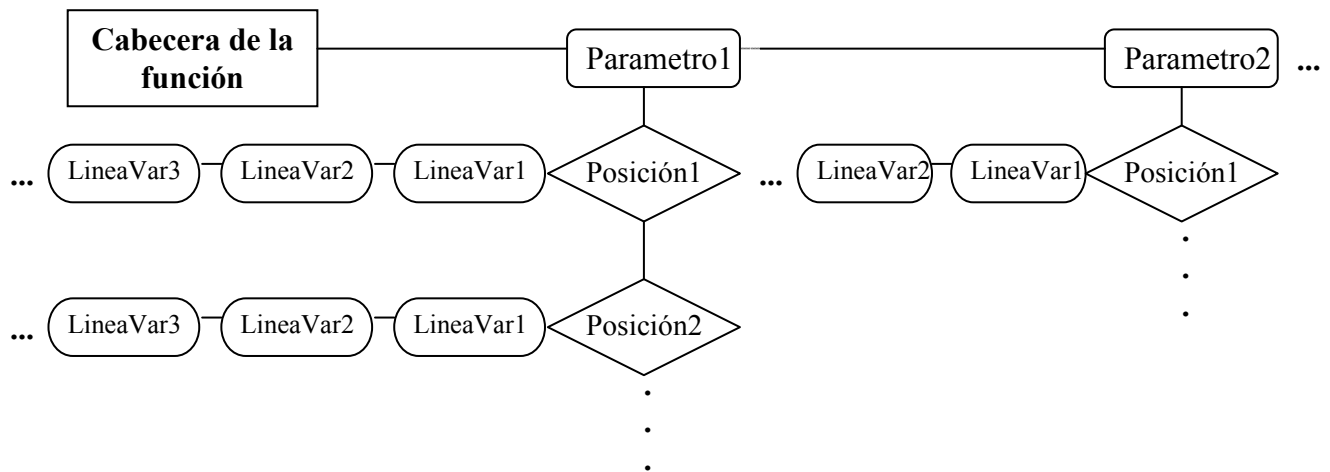 Cabecera de la
función
Parametro1
Parametro2 ...
... LineaVar3 LineaVar2 LineaVar1 Posición1
... LineaVar2 LineaVar1 Posición1
.
.
.
... LineaVar3 LineaVar2 LineaVar1 Posición2
.
.
.